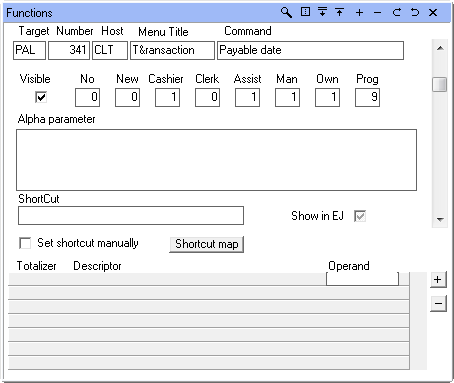 Functions
Target Number Host Menu Title Command
PAL 341 CLT T&ransaction Payable date
Visible No New Cashier Clerk Assist Man Own Prog
0 0 1 0 1 1 1 9
Alpha parameter
ShortCut
Show in EJ
Set shortcut manually Shortcut map
Totalizer Descriptor Operand
+
−